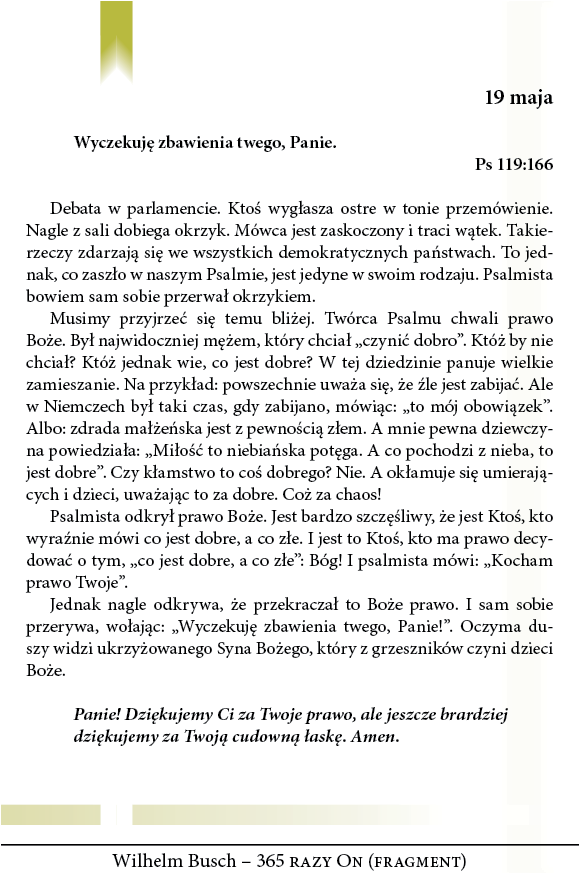 19 maja
Wyczekuję zbawienia twego, Panie.
Ps 119:166
Debata w parlamencie. Ktoś wygłasza ostre w tonie przemówienie.
Nagle z sali dobiega okrzyk. Mówca jest zaskoczony i traci wątek. Takie-
rzeczy zdarzają się we wszystkich demokratycznych państwach. To jed-
nak, co zaszło w naszym Psalmie, jest jedyne w swoim rodzaju. Psalmista
bowiem sam sobie przerwał okrzykiem.
Musimy przyjrzeć się temu bliżej. Twórca Psalmu chwali prawo
Boże. Był najwidoczniej mężem, który chciał „czynić dobro”. Któż by nie
chciał? Któż jednak wie, co jest dobre? W tej dziedzinie panuje wielkie
zamieszanie. Na przykład: powszechnie uważa się, że źle jest zabijać. Ale
w Niemczech był taki czas, gdy zabijano, mówiąc: „to mój obowiązek”.
Albo: zdrada małżeńska jest z pewnością złem. A mnie pewna dziewczy-
na powiedziała: „Miłość to niebiańska potęga. A co pochodzi z nieba, to
jest dobre”. Czy kłamstwo to coś dobrego? Nie. A okłamuje się umierają-
cych i dzieci, uważając to za dobre. Coż za chaos!
Psalmista odkrył prawo Boże. Jest bardzo szczęśliwy, że jest Ktoś, kto
wyraźnie mówi co jest dobre, a co złe. I jest to Ktoś, kto ma prawo decy-
dować o tym, „co jest dobre, a co złe”: Bóg! I psalmista mówi: „Kocham
prawo Twoje”.
Jednak nagle odkrywa, że przekraczał to Boże prawo. I sam sobie
przerywa, wołając: „Wyczekuję zbawienia twego, Panie!”. Oczyma du-
szy widzi ukrzyżowanego Syna Bożego, który z grzeszników czyni dzieci
Boże.
Panie! Dziękujemy Ci za Twoje prawo, ale jeszcze brardziej
dziękujemy za Twoją cudowną łaskę. Amen.
Wilhelm Busch – 365 razy On (fragment)